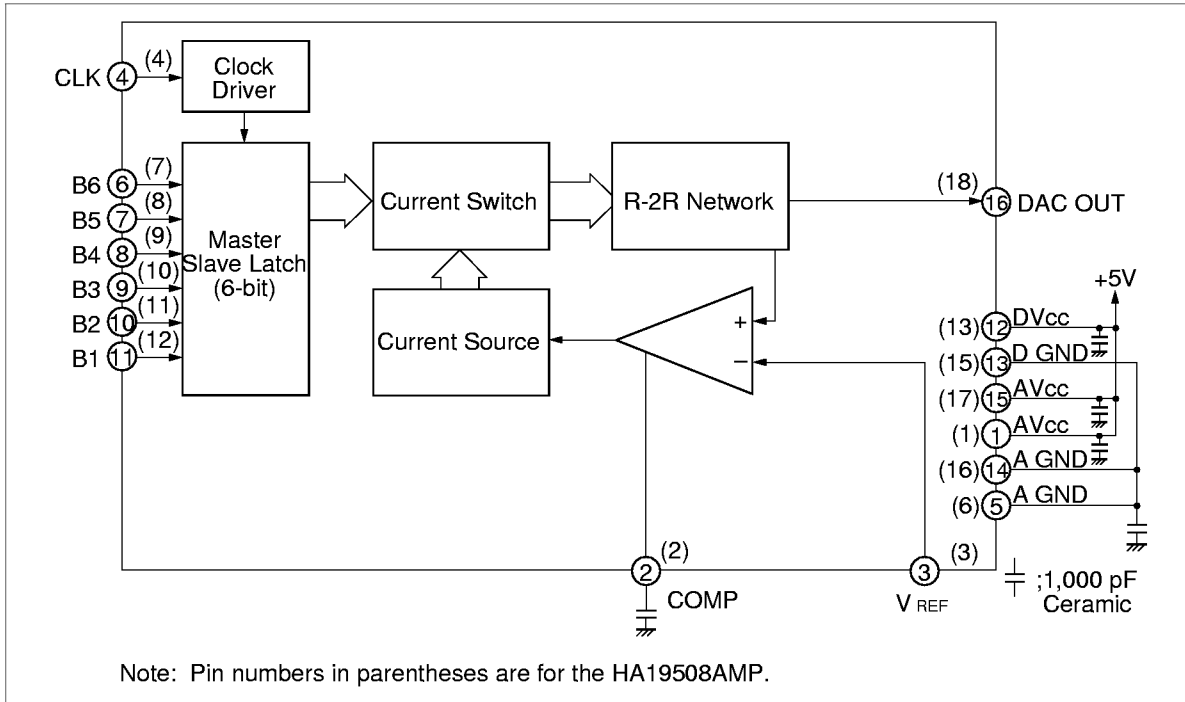 CLK 4 (4)
Clock
Driver
B6 6 (7)
B5 7 (8)
B4 8 (9)
B3 9 (10)
B2 10 (11)
B1 11 (12)
Master
Slave Latch
(6-bit)
Current Switch
R-2R Network
Current Source
+
−
(18) 16 DAC OUT
+5V
(13) 12 DVcc
(15) 13 D GND
(17) 15 AVcc
(1) 1 AVcc
(16) 14 A GND
(6) 5 A GND
2 (2)
COMP
3 (3)
V REF
;1,000 pF
Ceramic
Note: Pin numbers in parentheses are for the HA19508AMP.